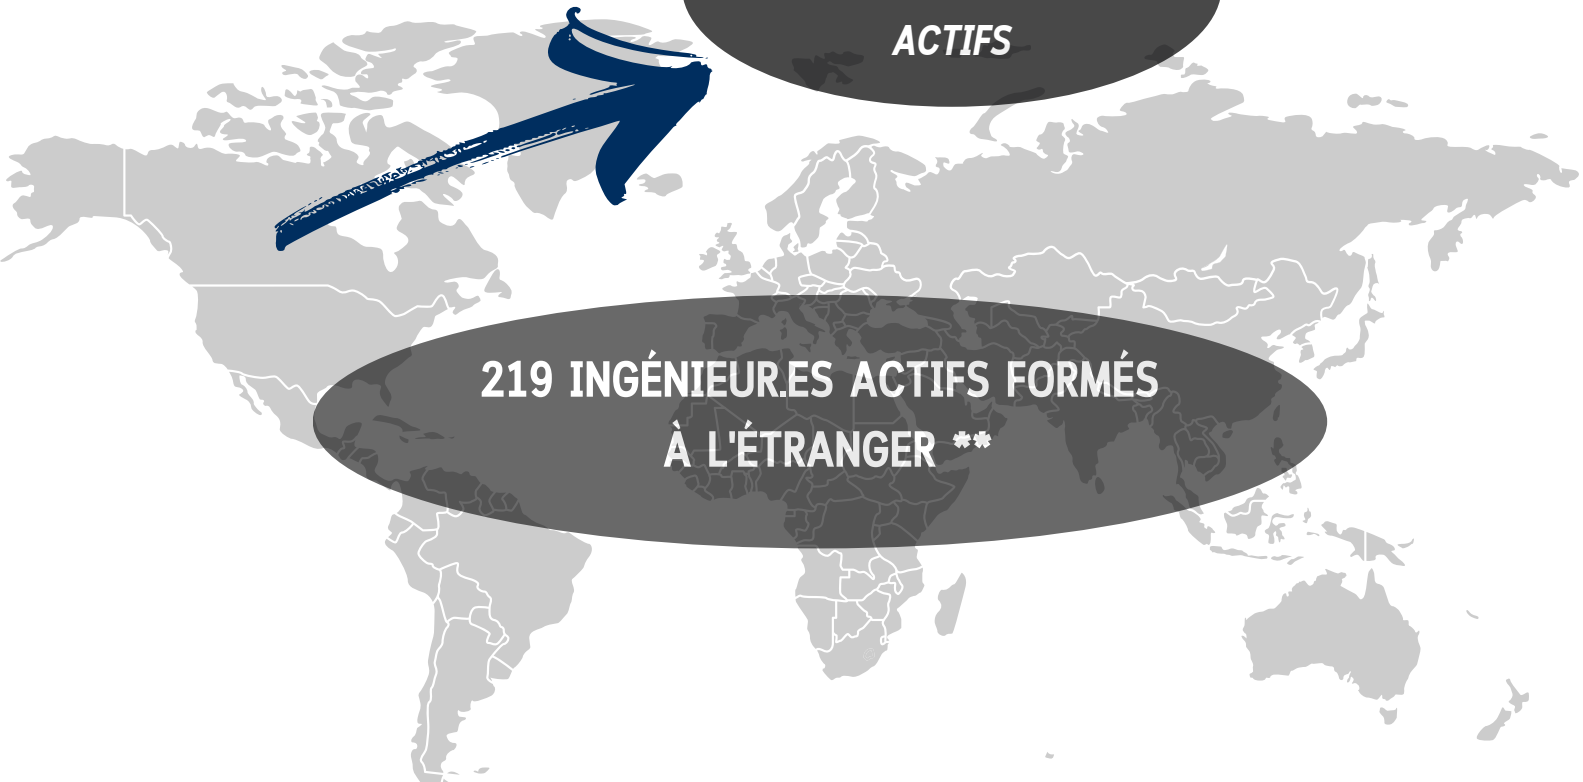 ACTIFS
219 INGÉNIEUR.ES ACTIFS FORMÉS
À L'ÉTRANGER **